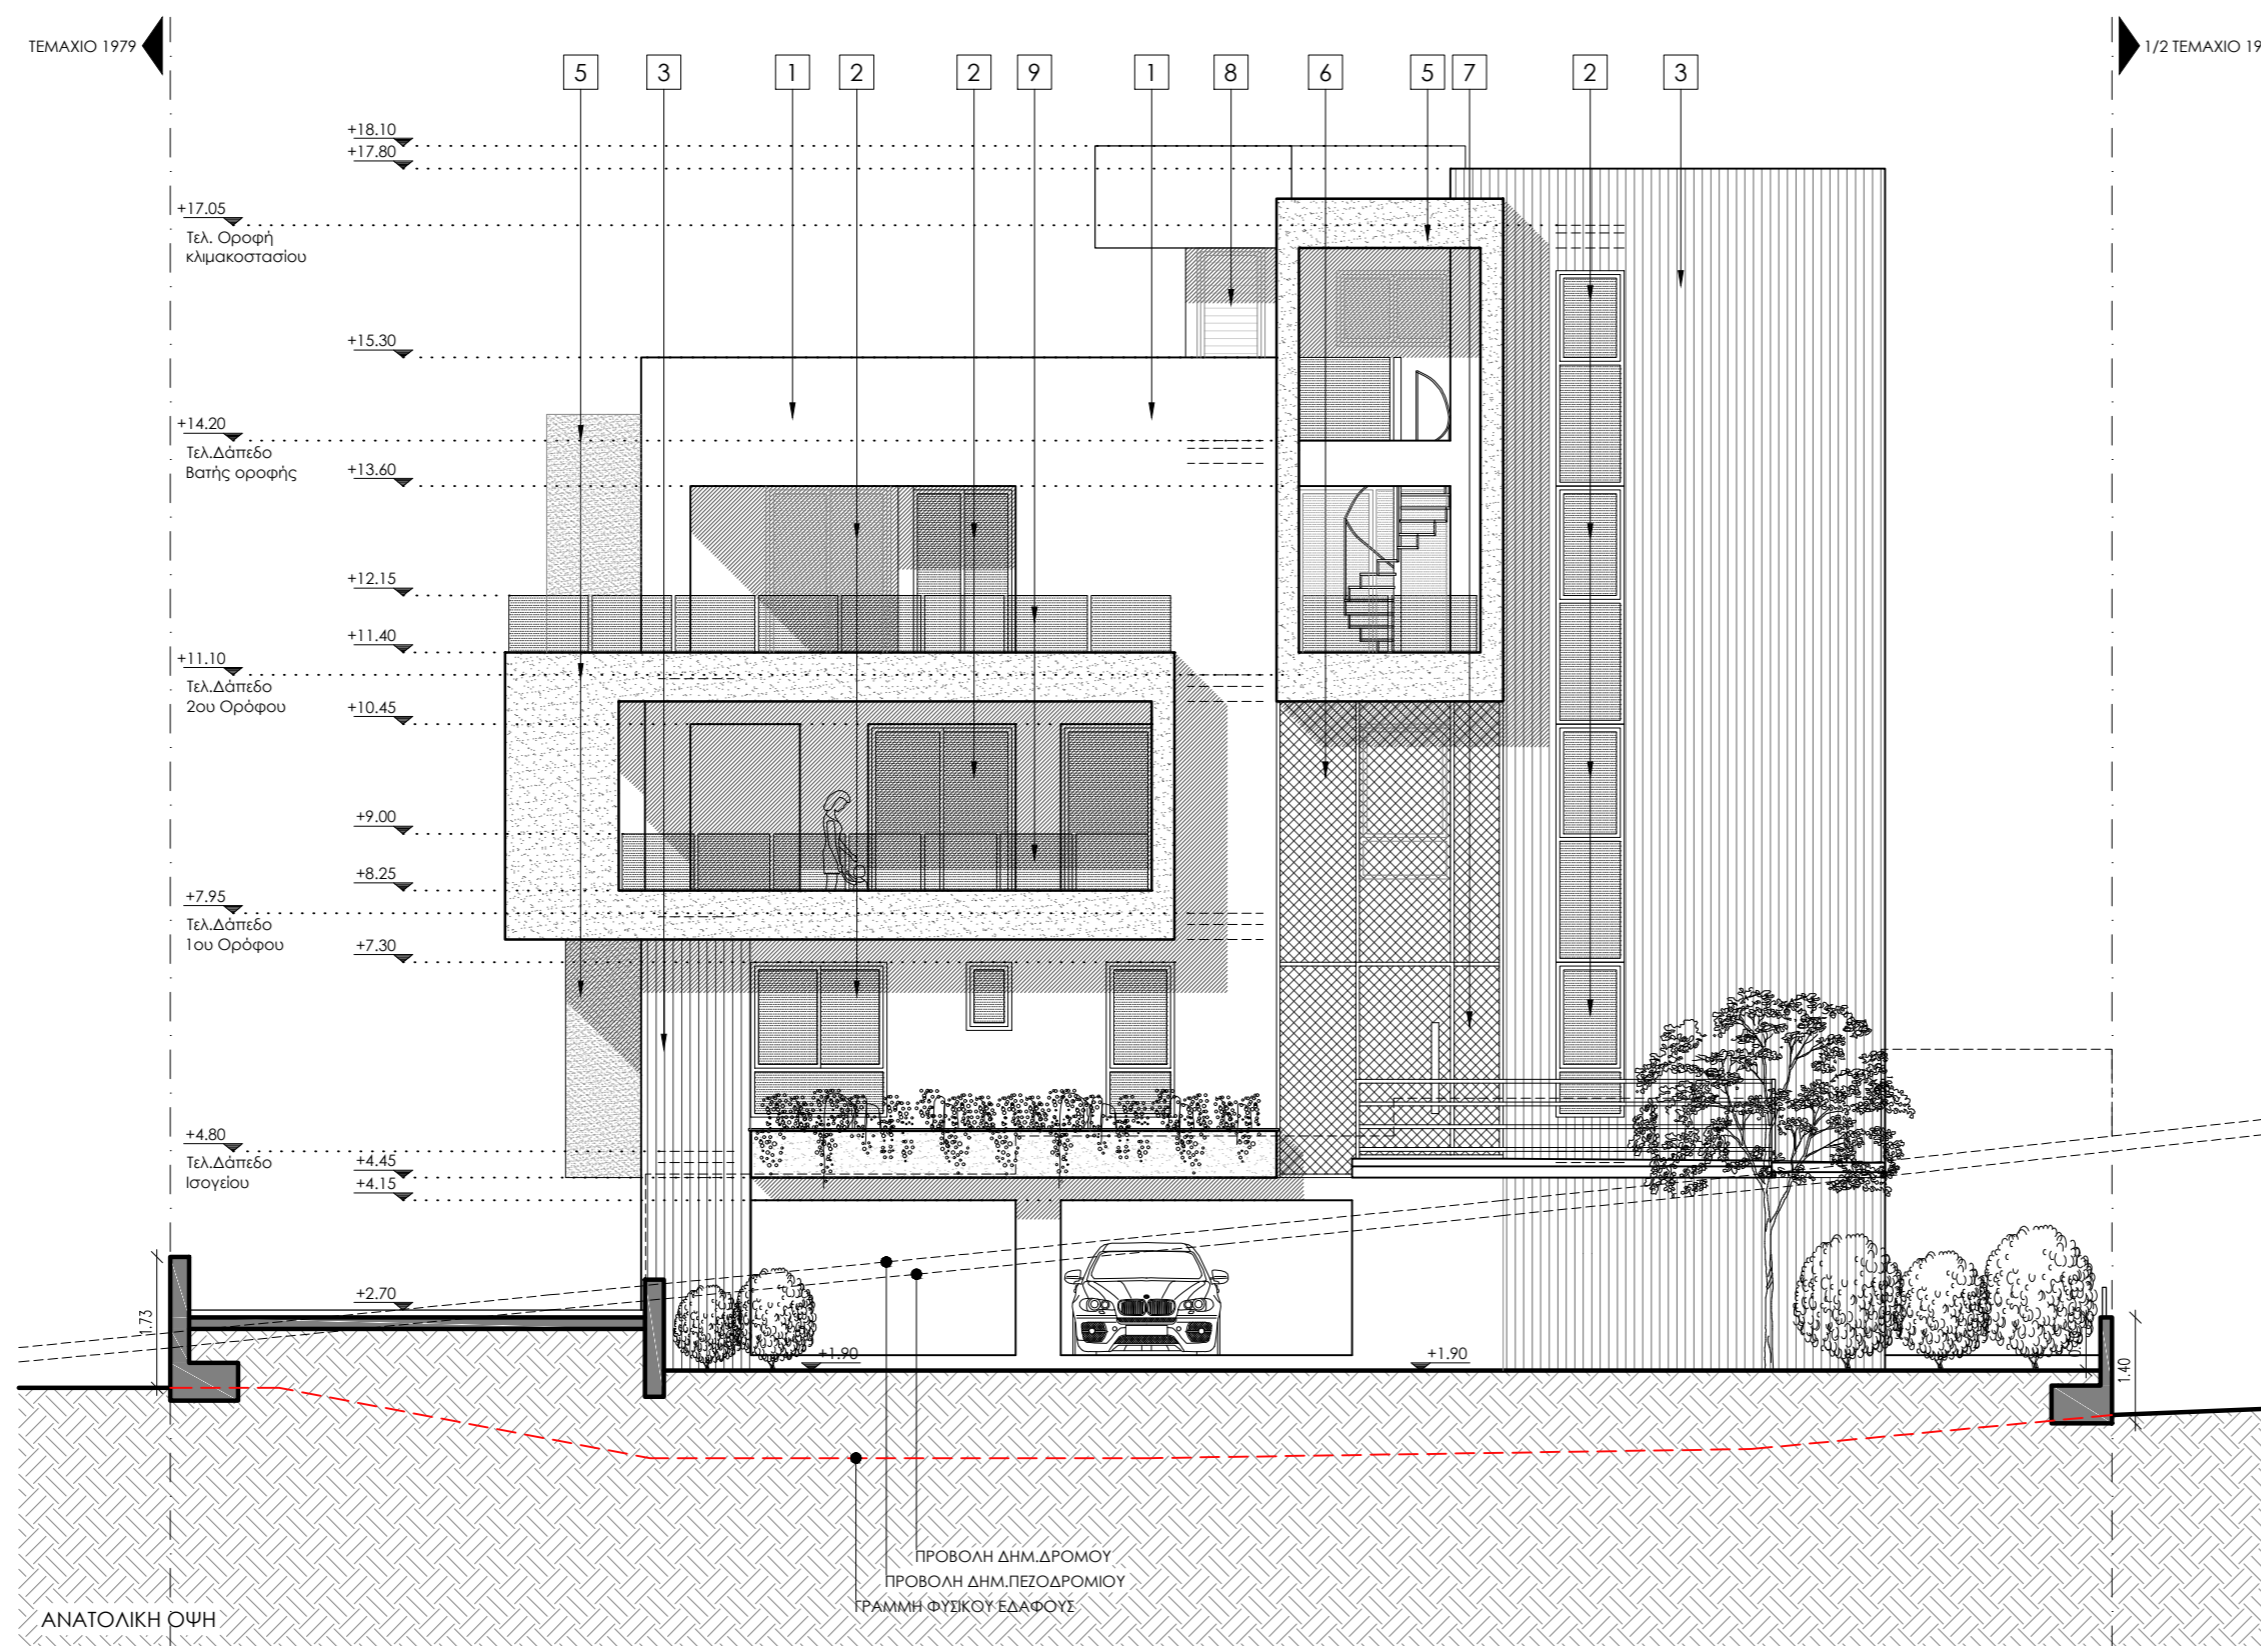 ΤΕΜΑΧΙΟ 1979
1/2 ΤΕΜΑΧΙΟ 19
5 3 1 2 2 9 1 8 6 5 7 2 3
+18.10
+17.80
+17.05
Τελ. Οροφή
κλιμακοστασίου
+15.30
+14.20
Τελ.Δάπεδο
Βατής οροφής
+13.60
+12.15
+11.40
+11.10
Τελ.Δάπεδο
2ου Ορόφου
+10.45
+9.00
+8.25
+7.95
Τελ.Δάπεδο
1ου Ορόφου
+7.30
+4.80
Τελ.Δάπεδο
Ισογείου
+4.45
+4.15
+2.70
1.73
+1.90
+1.90
1.40
ΠΡΟΒΟΛΗ ΔΗΜ.ΔΡΟΜΟΥ
ΠΡΟΒΟΛΗ ΔΗΜ.ΠΕΖΟΔΡΟΜΙΟΥ
ΓΡΑΜΜΗ ΦΥΣΙΚΟΥ ΕΔΑΦΟΥΣ
ΑΝΑΤΟΛΙΚΗ ΟΨΗ